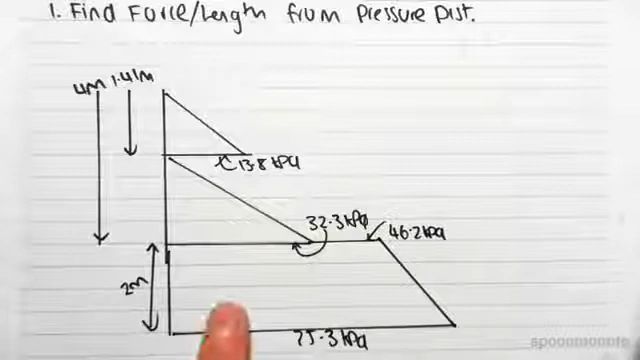 1. Find Force/Length from Pressure Dist.
4m 1.41m
13.8 kPa
32.3 kPa
46.2 kPa
2m
75.3 kPa